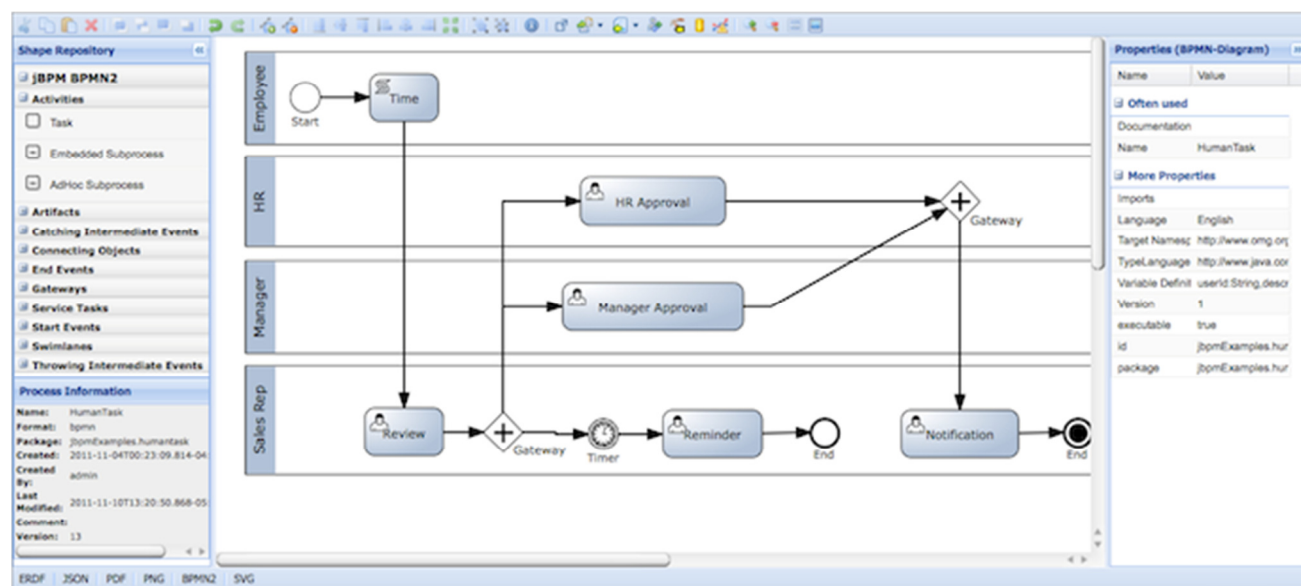 Shape Repository
jBPM BPMN2
Activities
Task
Embedded Subprocess
AdHoc Subprocess
Artifacts
Catching Intermediate Events
Connecting Objects
End Events
Gateways
Service Tasks
Start Events
Swimlanes
Throwing Intermediate Events
Process Information
Name: HumanTask
Format: bpmn
Package: jbpmExamples.humantask
Created: 2011-11-04T00:23:09.814-04:
Created By: admin
Last Modified: 2011-11-10T13:20:50.868-05:
Comment:
Version: 13
Employee
Start
Time
HR
HR Approval
Gateway
Manager
Manager Approval
Sales Rep
Review
Gateway
Timer
Reminder
End
Notification
End
Properties (BPMN-Diagram)
Name Value
Often used
Documentation
Name HumanTask
More Properties
Imports
Language English
Target Namesp http://www.omg.org
TypeLanguage http://www.java.com
Variable Definit userId:String,descr
Version 1
executable true
id jbpmExamples.hur
package jbpmExamples.hur
ERDF JSON PDF PNG BPMN2 SVG